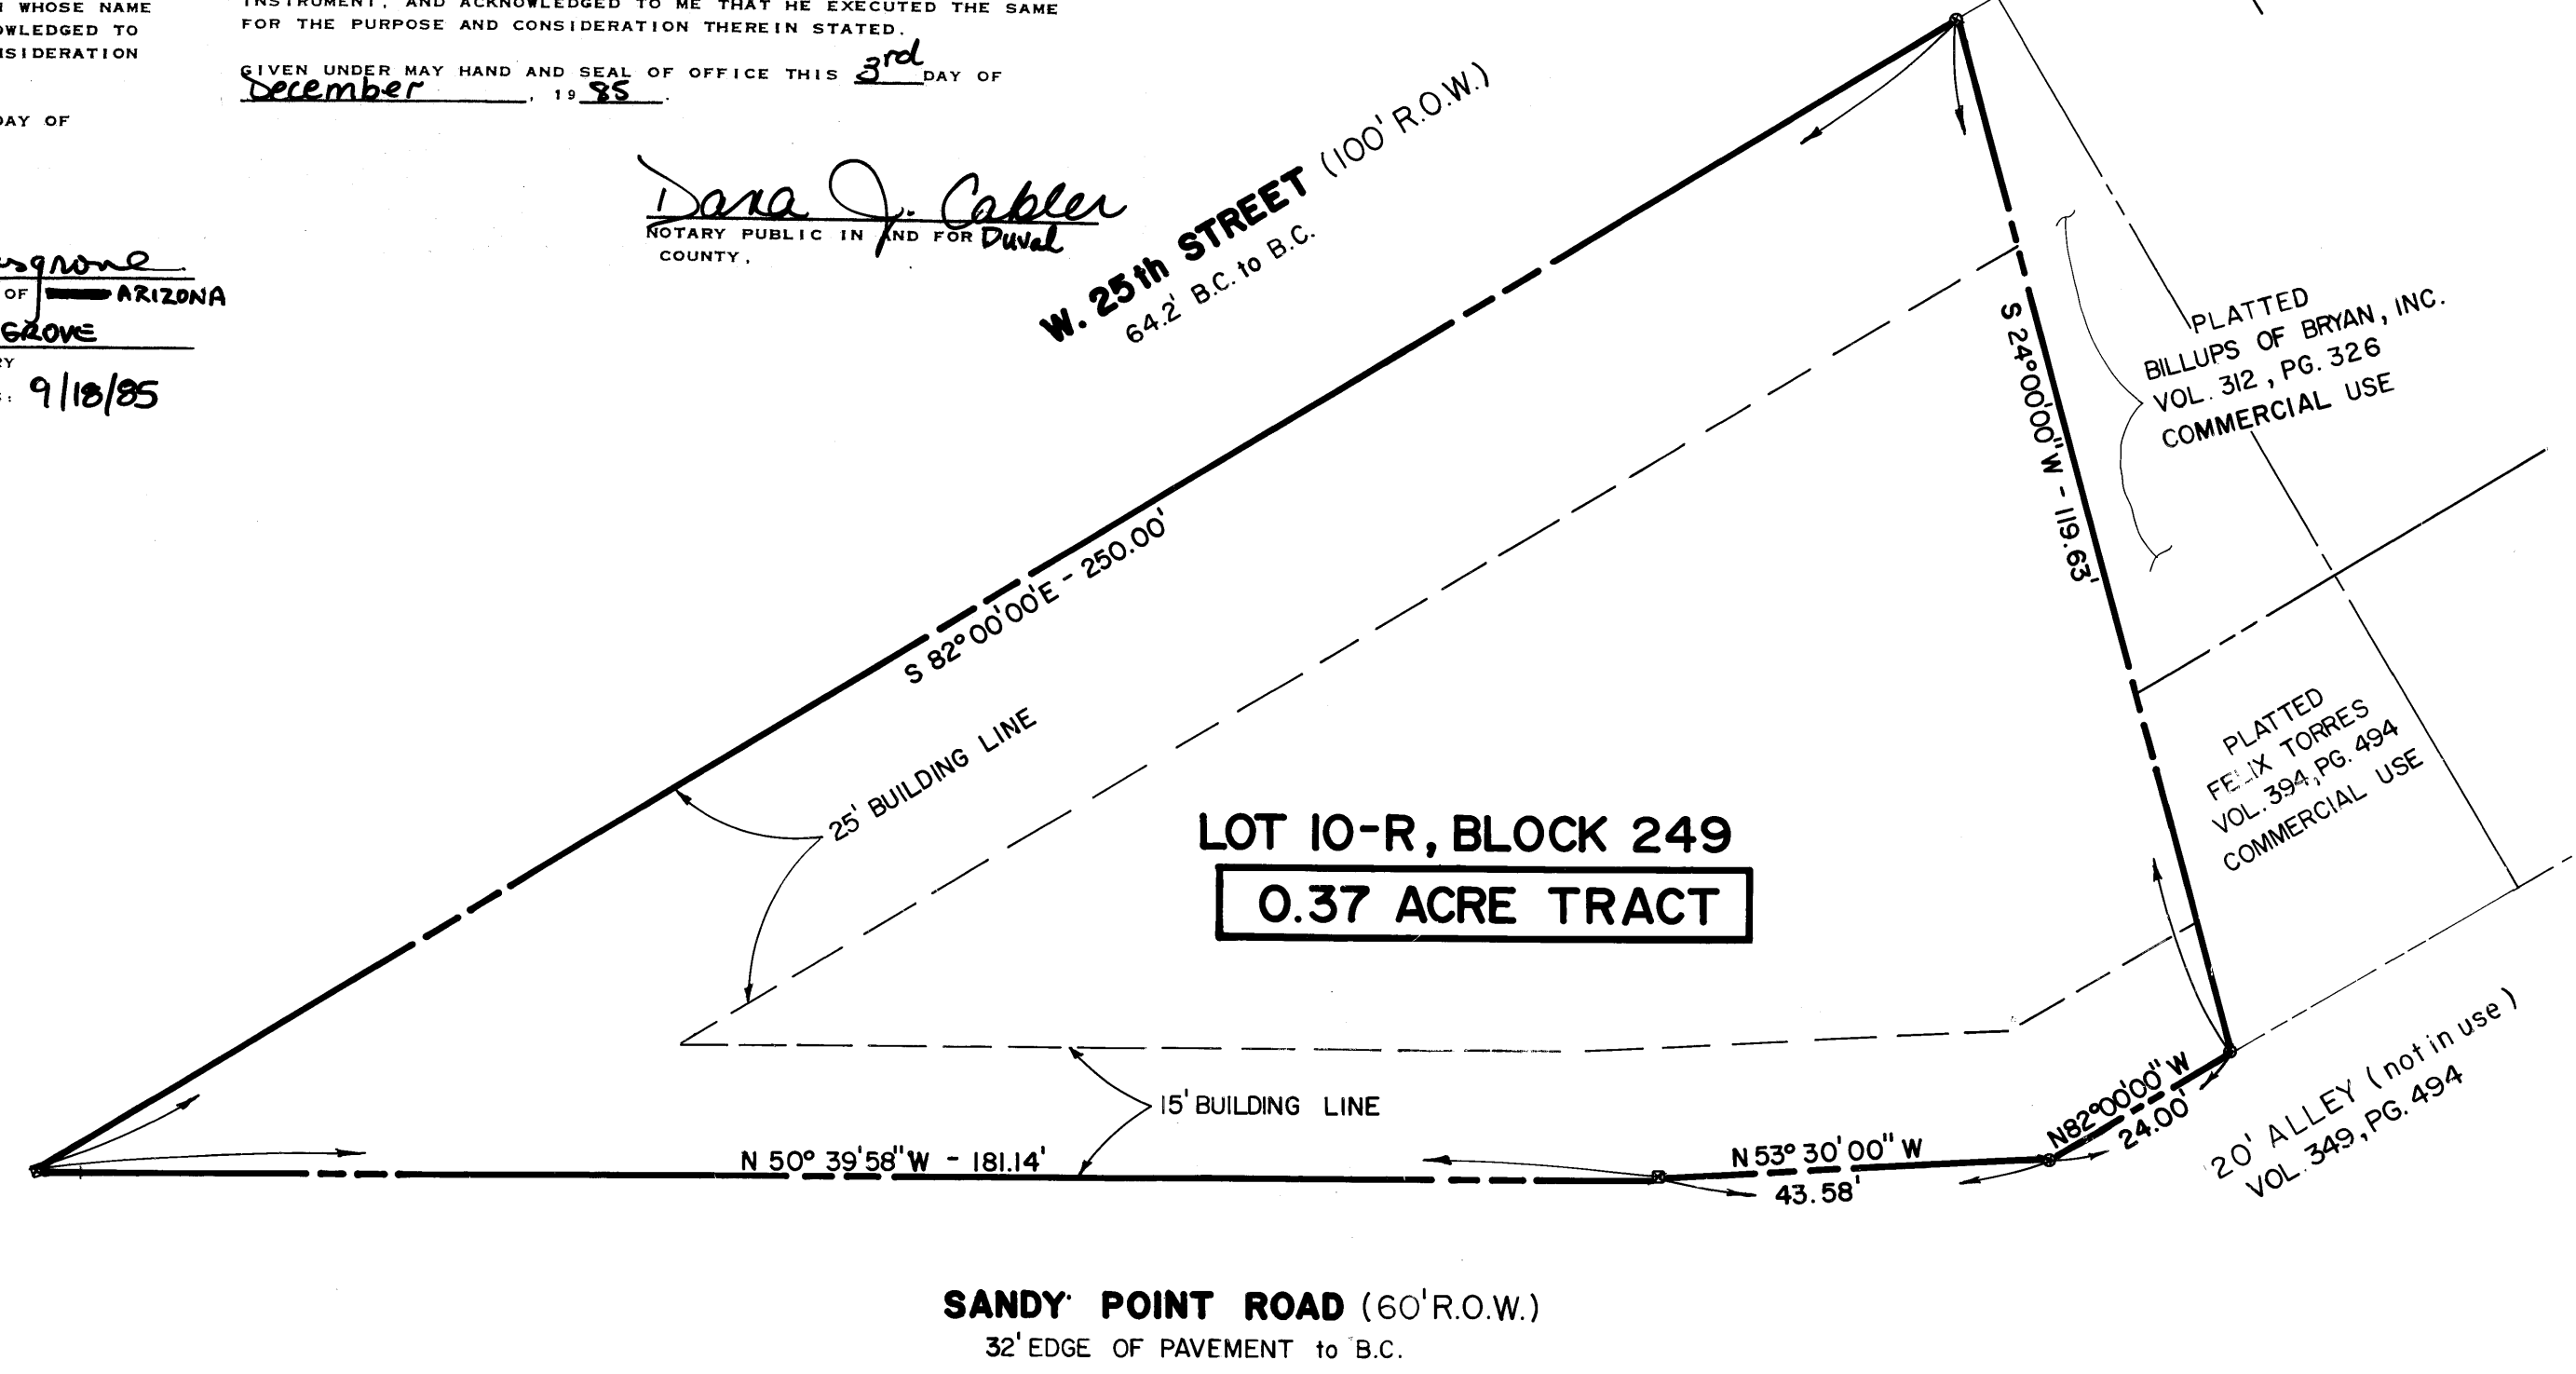 WHOSE NAME
OWLEDGED TO
NSIDERATION
DAY OF
OF ARIZONA
GROVE
RY
9/18/85
INSTRUMENT, AND ACKNOWLEDGED TO ME THAT HE EXECUTED THE SAME
FOR THE PURPOSE AND CONSIDERATION THEREIN STATED.
GIVEN UNDER MAY HAND AND SEAL OF OFFICE THIS 3rd DAY OF
December, 1985.
Dana J. Cabler
NOTARY PUBLIC IN AND FOR Duval
COUNTY,
W. 25th STREET (100' R.O.W.)
64.2' B.C. to B.C.
S 82°00'00"E - 250.00'
S 24°00'00"W - 119.63'
PLATTED
BILLUPS OF BRYAN, INC.
VOL. 312, PG. 326
COMMERCIAL USE
PLATTED
FELIX TORRES
VOL. 394, PG. 494
COMMERCIAL USE
25' BUILDING LINE
LOT 10-R, BLOCK 249
0.37 ACRE TRACT
15' BUILDING LINE
N 50° 39'58"W - 181.14'
N 53° 30' 00" W
43.58'
N82°00'00" W
24.00'
20' ALLEY (not in use)
VOL. 349, PG. 494
SANDY POINT ROAD (60' R.O.W.)
32' EDGE OF PAVEMENT to B.C.